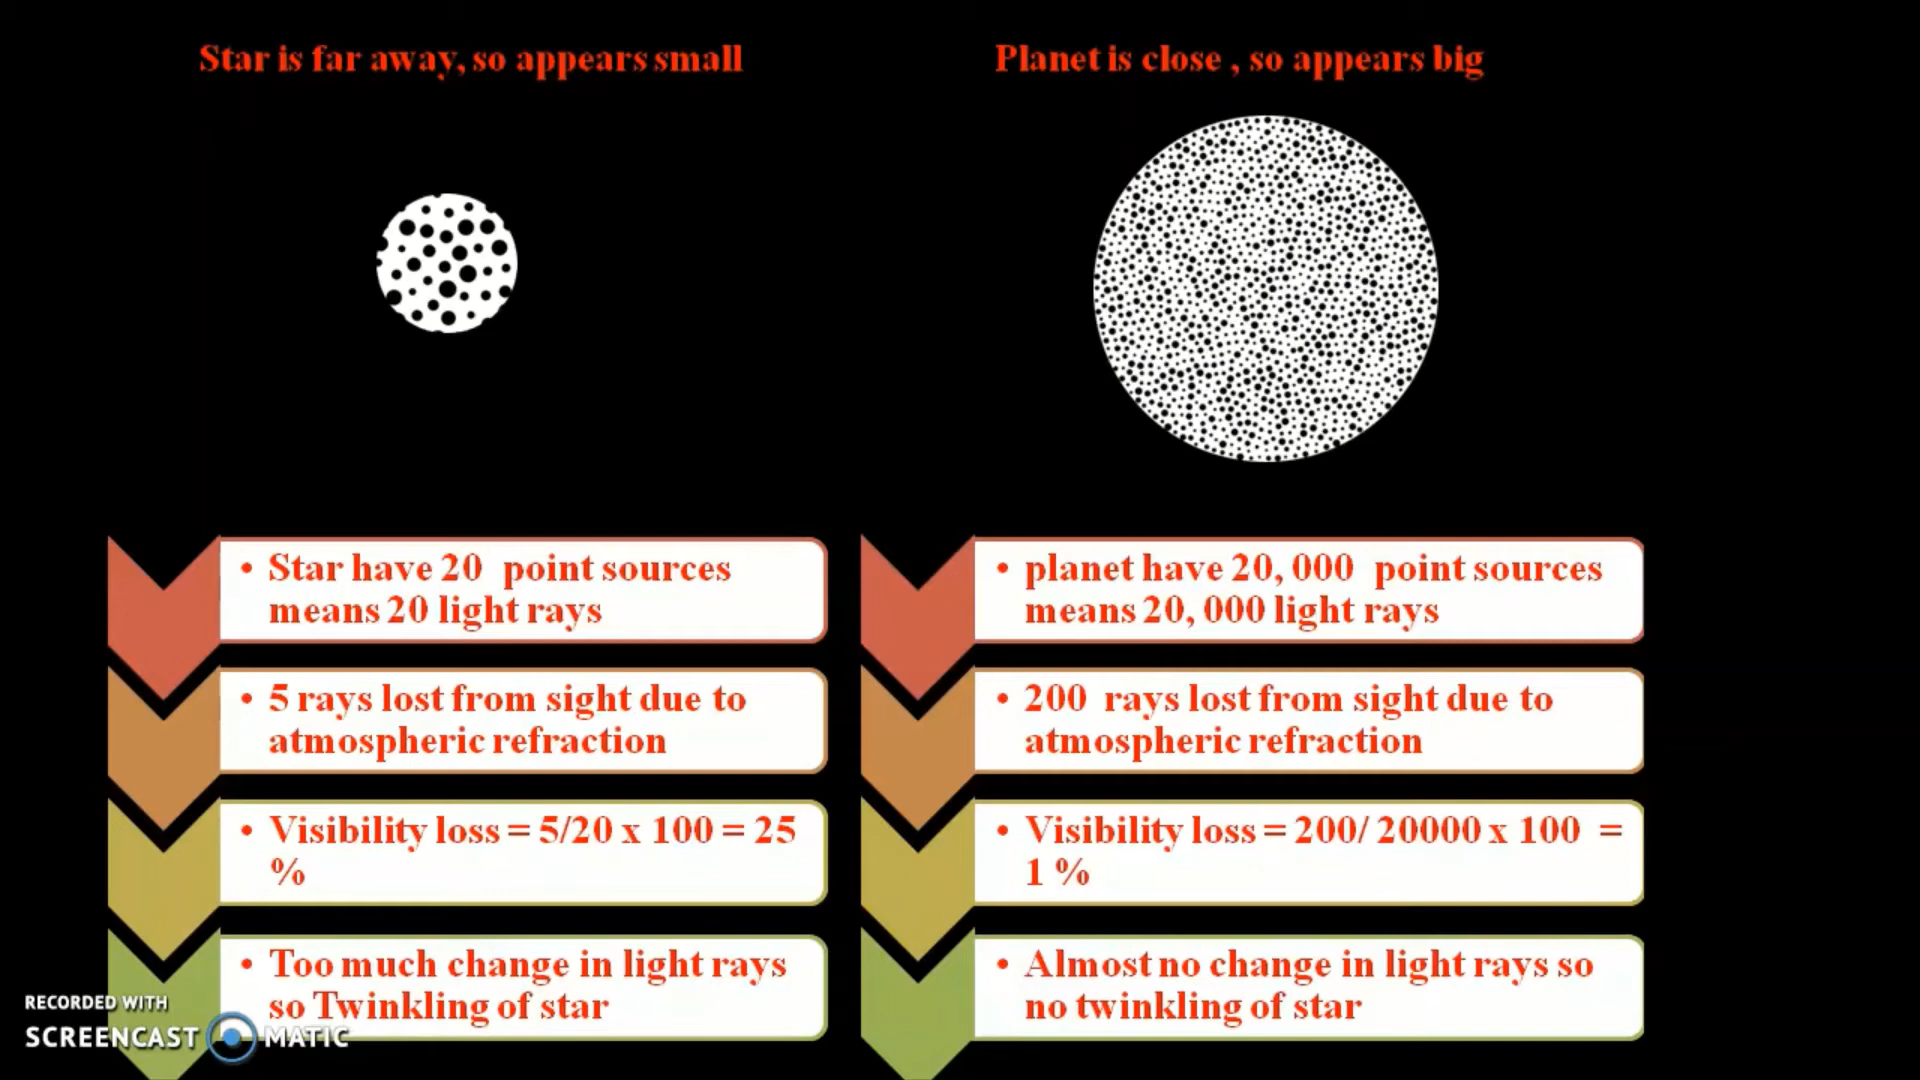 Star is far away, so appears small
Planet is close , so appears big
• Star have 20 point sources
means 20 light rays
• 5 rays lost from sight due to
atmospheric refraction
• Visibility loss = 5/20 x 100 = 25
%
• Too much change in light rays
so Twinkling of star
• planet have 20, 000 point sources
means 20, 000 light rays
• 200 rays lost from sight due to
atmospheric refraction
• Visibility loss = 200/ 20000 x 100 =
1 %
• Almost no change in light rays so
no twinkling of star
RECORDED WITH
SCREENCAST MATIC